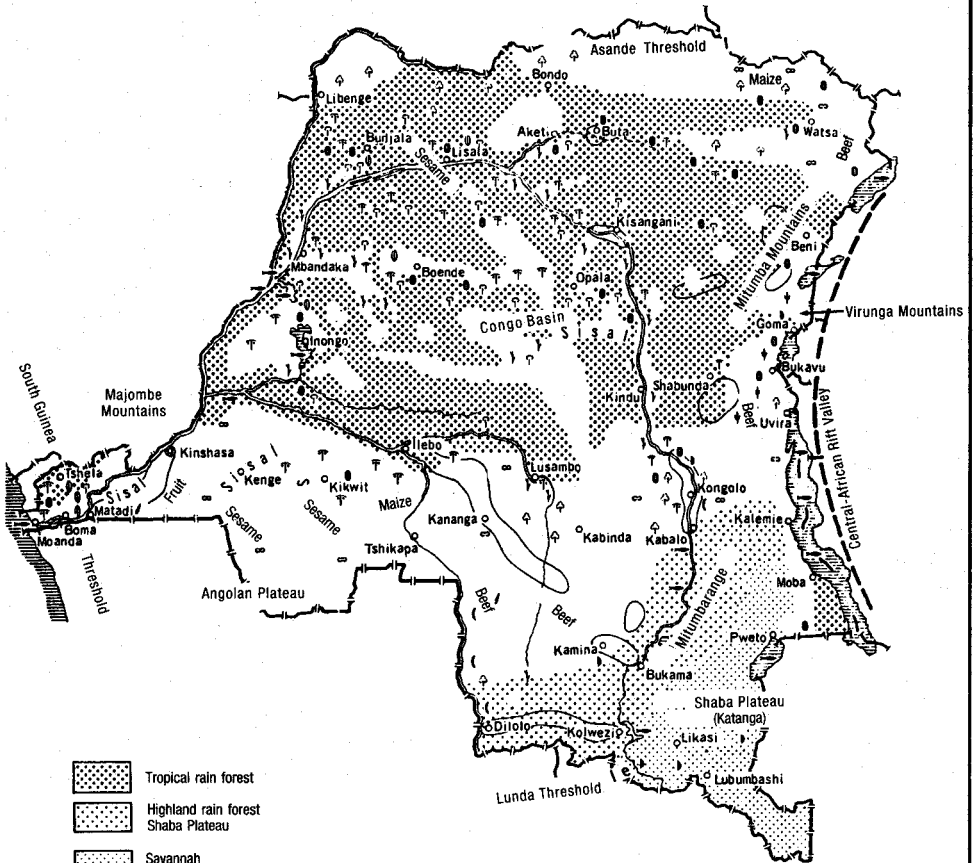 Asande Threshold
Bondo
Maize
Libenge
Bunjala
Lisala
Sesame
Aketi
Buta
Watsa
Beef
Kisangani
Beni
Mitumba Mountains
Mbandaka
Boende
Opala
Congo Basin
Sisal
Virunga Mountains
Goma
Inongo
Bukavu
South Guinea
Majombe
Mountains
Shabunda
Kindu
Beef
Uvira
Central-African Rift Valley
Kinshasa
Ilebo
Tshela
Sisal
Fruit
Siosal
Kenge
S
Kikwit
Lusambo
Maize
Kongolo
Matadi
Boma
Moanda
Sesame
Sesame
Kananga
Kabinda
Kabalo
Kalemie
Tshikapa
Threshold
Angolan Plateau
Moba
Beef
Beef
Mitumbarange
Pweto
Kamina
Bukama
Shaba Plateau
(Katanga)
Dilolo
Kolwezi
Likasi
Lubumbashi
Lunda Threshold
Tropical rain forest
Highland rain forest
Shaba Plateau
Savannah